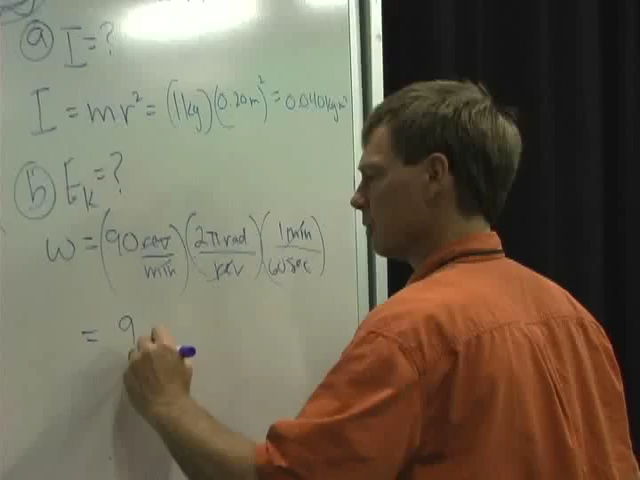 ⓐ I = ?
I = mr² = (1kg)(0.20m)² = 0.040kgm²
ⓑ Eₖ = ?
ω = (90 rev/min)(2π rad/rev)(1min/60sec)
= 9